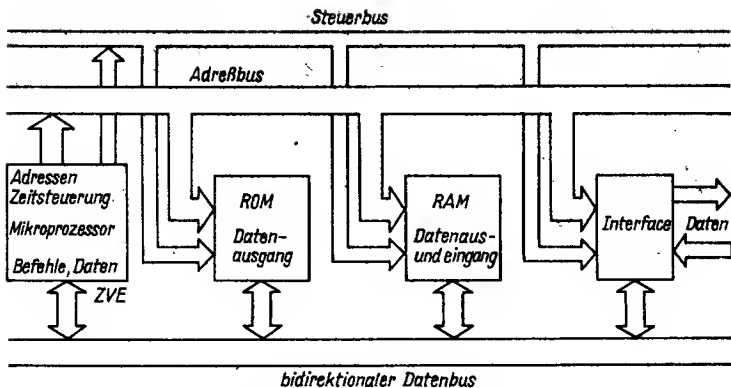 Steuerbus
Adreßbus
Adressen
Zeitsteuerung
Mikroprozessor
Befehle, Daten
ZVE
ROM
Daten-
ausgang
RAM
Datenaus-
und eingang
Interface
Daten
bidirektionaler Datenbus